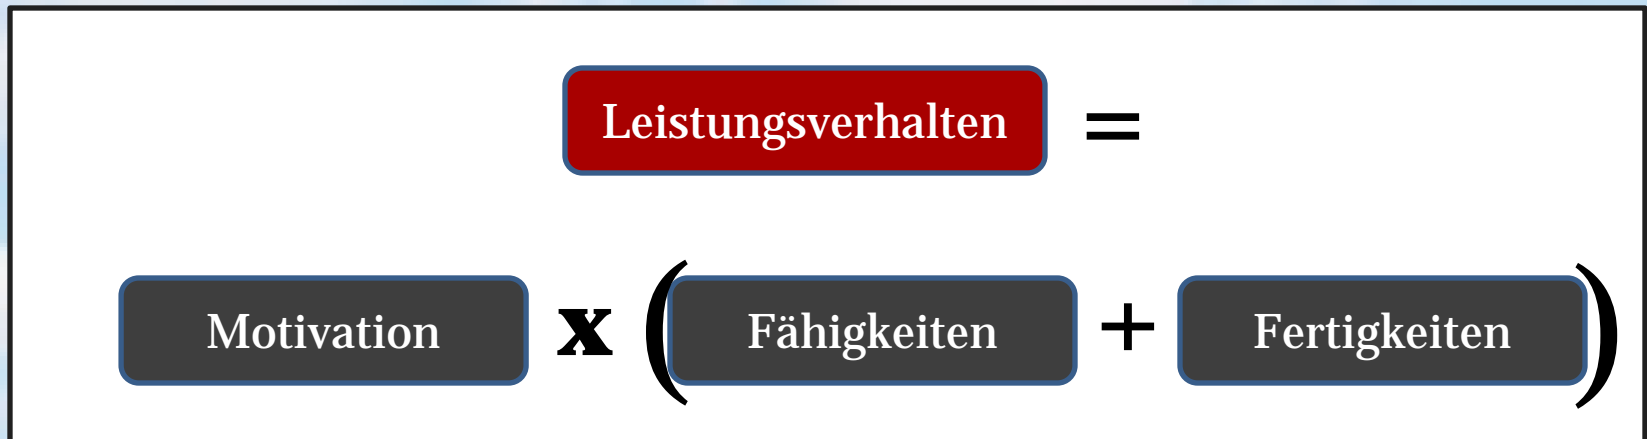 Leistungsverhalten =
Motivation x (Fähigkeiten + Fertigkeiten)